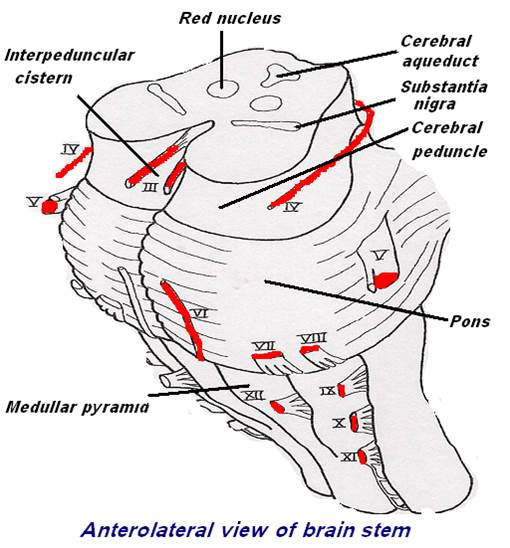 Red nucleus
Interpeduncular
cistern
Cerebral
aqueduct
Substantia
nigra
Cerebral
peduncle
IV
III
IV
V
V
VI
Pons
VII
VIII
XII
IX
X
XI
Medullar pyramid
Anterolateral view of brain stem